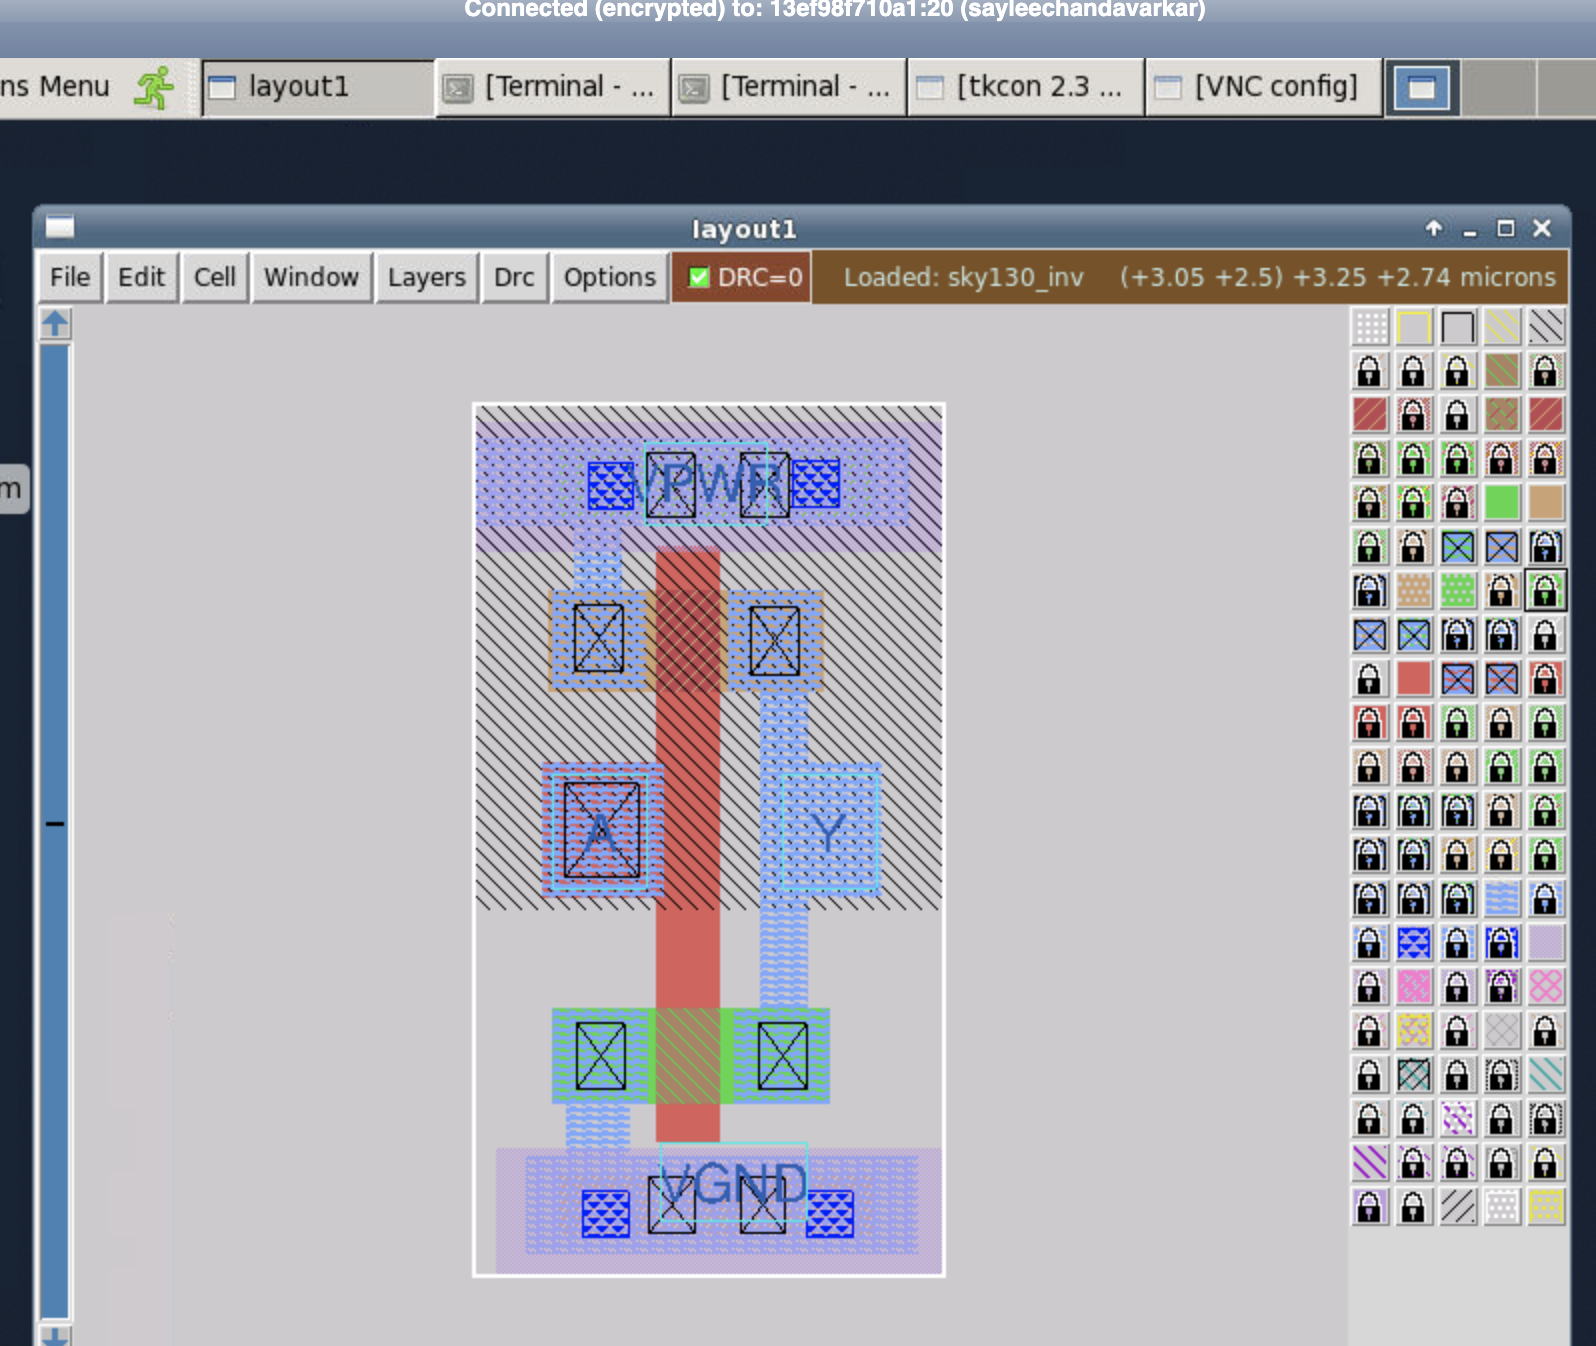 Connected (encrypted) to: 13ef98f710a1:20 (sayleechandavarkar)
ns Menu layout1 [Terminal - ... [Terminal - ... [tkcon 2.3 ... [VNC config]
layout1
File Edit Cell Window Layers Drc Options DRC=0 Loaded: sky130_inv (+3.05 +2.5) +3.25 +2.74 microns
VPWR
m
A Y
VGND